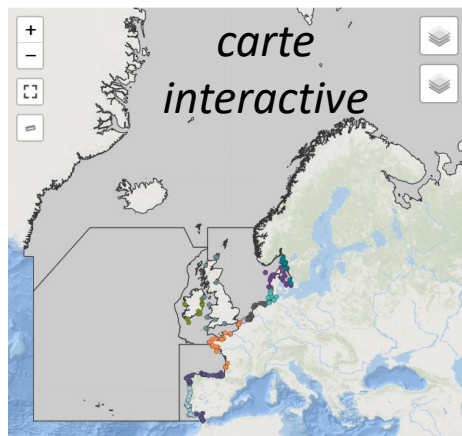 carte
interactive
+
−